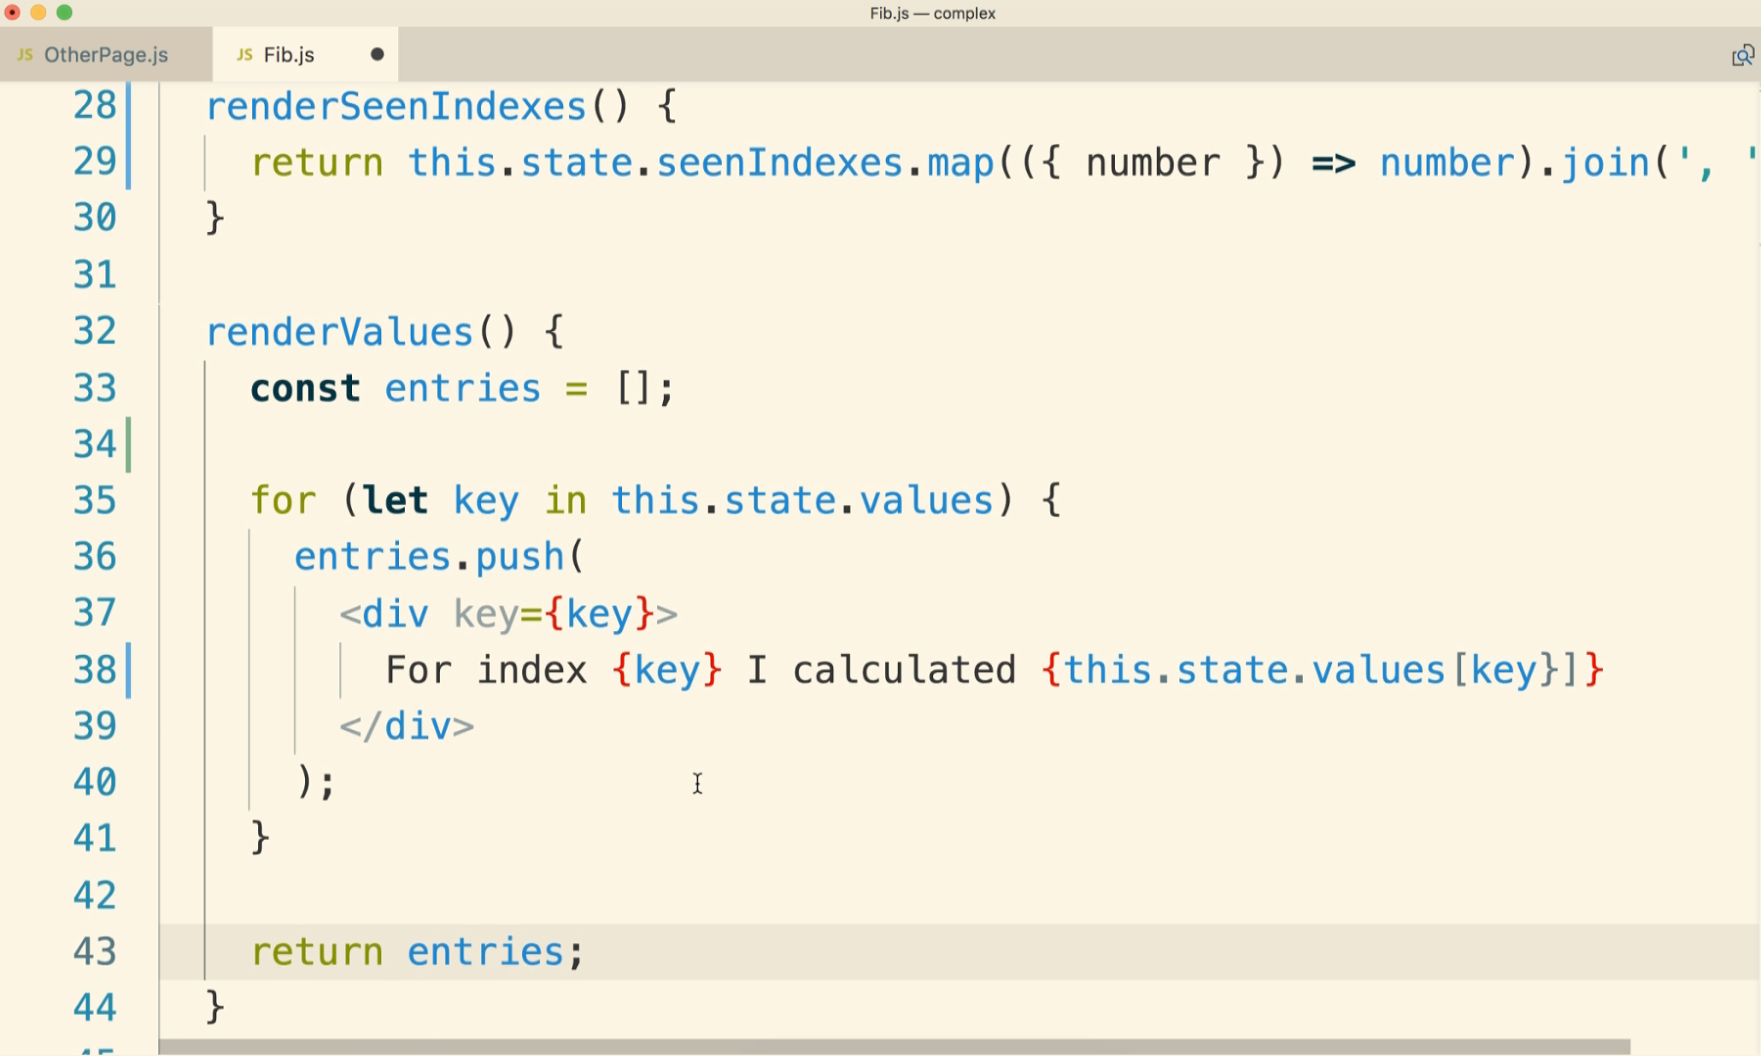 Fib.js — complex
JS OtherPage.js JS Fib.js
28 renderSeenIndexes() {
29 return this.state.seenIndexes.map(({ number }) => number).join(', '
30 }
31
32 renderValues() {
33 const entries = [];
34
35 for (let key in this.state.values) {
36 entries.push(
37 <div key={key}>
38 For index {key} I calculated {this.state.values[key}]}
39 </div>
40 );
41 }
42
43 return entries;
44 }